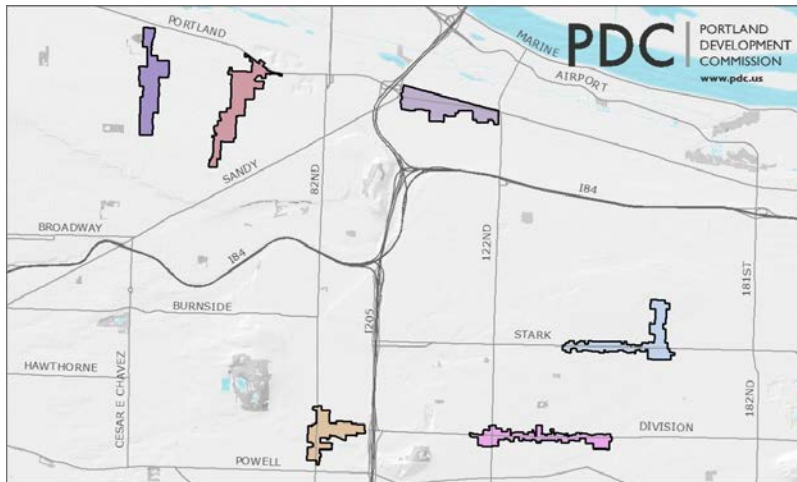 PORTLAND
MARINE
AIRPORT
PDC
PORTLAND
DEVELOPMENT
COMMISSION
www.pdc.us
SANDY
82ND
I84
BROADWAY
I84
122ND
181ST
BURNSIDE
I205
STARK
HAWTHORNE
CESAR E CHAVEZ
182ND
DIVISION
POWELL